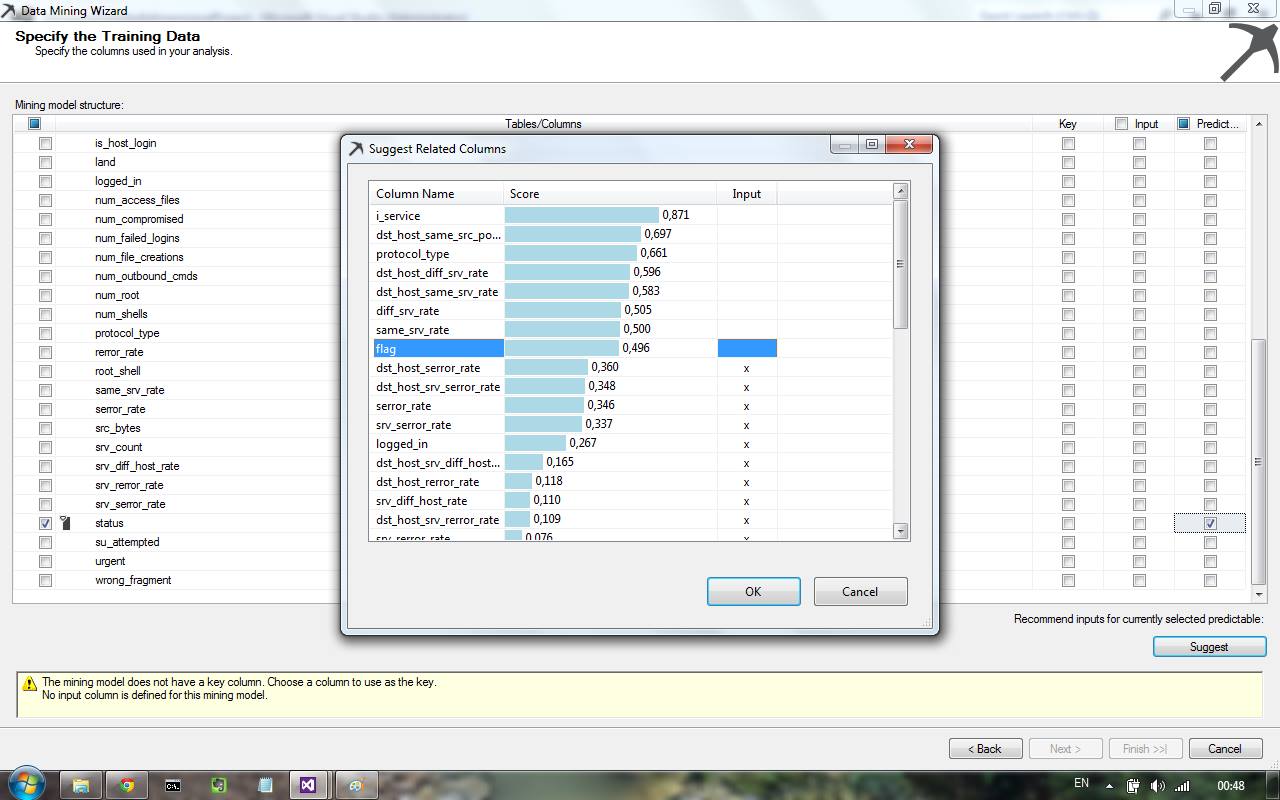 Data Mining Wizard
Specify the Training Data
Specify the columns used in your analysis.
Mining model structure:
Tables/Columns Key Input Predict...
is_host_login
land
logged_in
num_access_files
num_compromised
num_failed_logins
num_file_creations
num_outbound_cmds
num_root
num_shells
protocol_type
rerror_rate
root_shell
same_srv_rate
serror_rate
src_bytes
srv_count
srv_diff_host_rate
srv_rerror_rate
srv_serror_rate
status
su_attempted
urgent
wrong_fragment
Suggest Related Columns
Column Name Score Input
i_service 0,871
dst_host_same_src_po... 0,697
protocol_type 0,661
dst_host_diff_srv_rate 0,596
dst_host_same_srv_rate 0,583
diff_srv_rate 0,505
same_srv_rate 0,500
flag 0,496
dst_host_serror_rate 0,360 x
dst_host_srv_serror_rate 0,348 x
serror_rate 0,346 x
srv_serror_rate 0,337 x
logged_in 0,267 x
dst_host_srv_diff_host... 0,165 x
dst_host_rerror_rate 0,118 x
srv_diff_host_rate 0,110 x
dst_host_srv_rerror_rate 0,109 x
srv_rerror_rate 0,076 x
OK Cancel
Recommend inputs for currently selected predictable:
Suggest
The mining model does not have a key column. Choose a column to use as the key.
No input column is defined for this mining model.
< Back Next > Finish >>| Cancel
EN 00:48